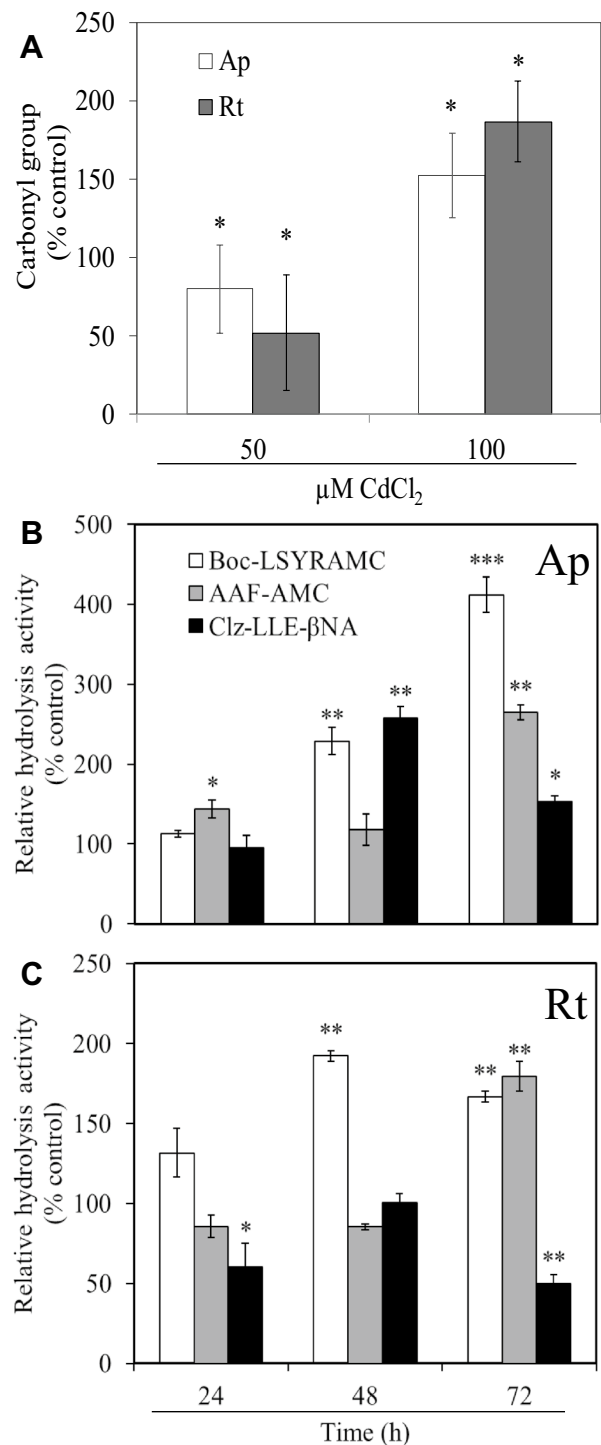 A
250
200
150
100
50
0
Carbonyl group
(% control)
Ap
Rt
*
*
*
*
50
100
µM CdCl₂
B
500
400
300
200
100
0
Relative hydrolysis activity
(% control)
Boc-LSYRAMC
AAF-AMC
Clz-LLE-βNA
Ap
*
**
**
***
**
*
C
250
200
150
100
50
0
Relative hydrolysis activity
(% control)
Rt
*
**
**
**
**
24
48
72
Time (h)